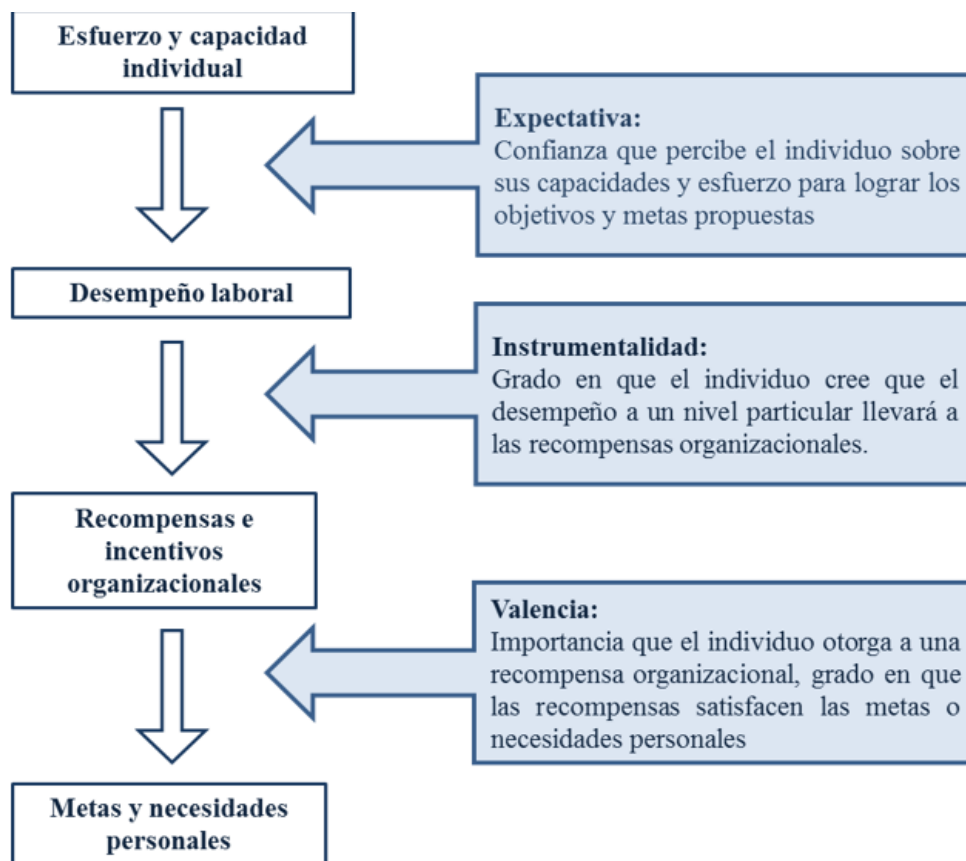 Esfuerzo y capacidad
individual
Expectativa:
Confianza que percibe el individuo sobre
sus capacidades y esfuerzo para lograr los
objetivos y metas propuestas
Desempeño laboral
Instrumentalidad:
Grado en que el individuo cree que el
desempeño a un nivel particular llevará a
las recompensas organizacionales.
Recompensas e
incentivos
organizacionales
Valencia:
Importancia que el individuo otorga a una
recompensa organizacional, grado en que
las recompensas satisfacen las metas o
necesidades personales
Metas y necesidades
personales